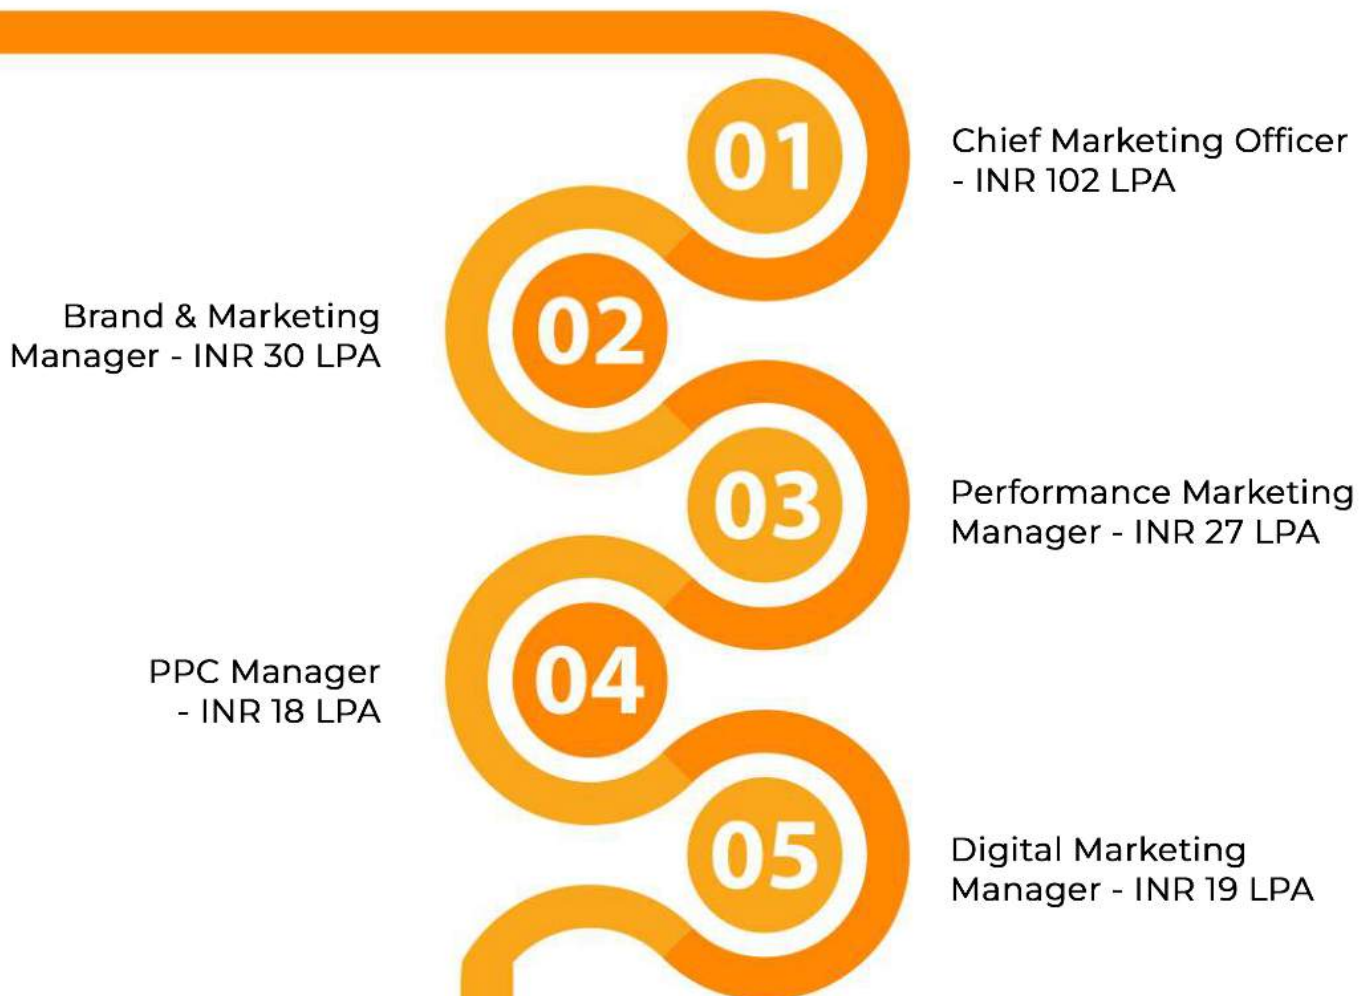 01
Chief Marketing Officer
- INR 102 LPA
02
Brand & Marketing
Manager - INR 30 LPA
03
Performance Marketing
Manager - INR 27 LPA
04
PPC Manager
- INR 18 LPA
05
Digital Marketing
Manager - INR 19 LPA